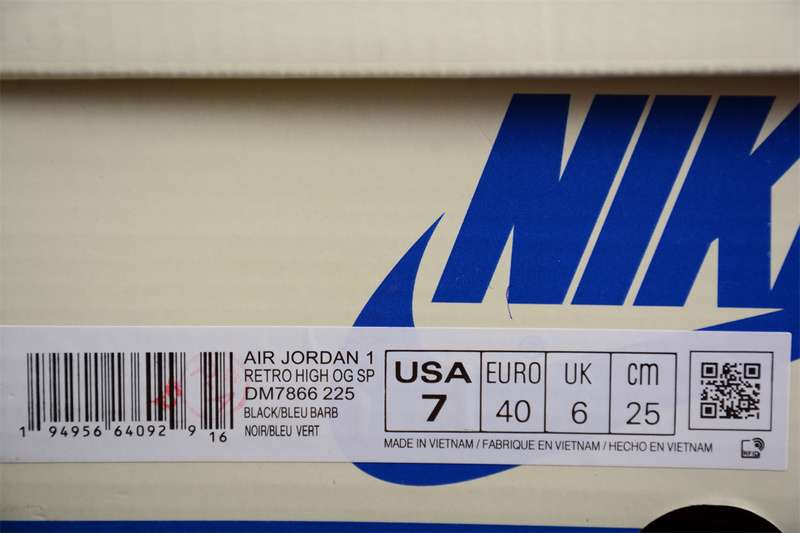 NIK
AIR JORDAN 1
RETRO HIGH OG SP
DM7866 225
BLACK/BLEU BARB
NOIR/BLEU VERT
1 94956 64092 9 16
USA EURO UK cm
7 40 6 25
MADE IN VIETNAM / FABRIQUE EN VIETNAM / HECHO EN VIETNAM
RFID